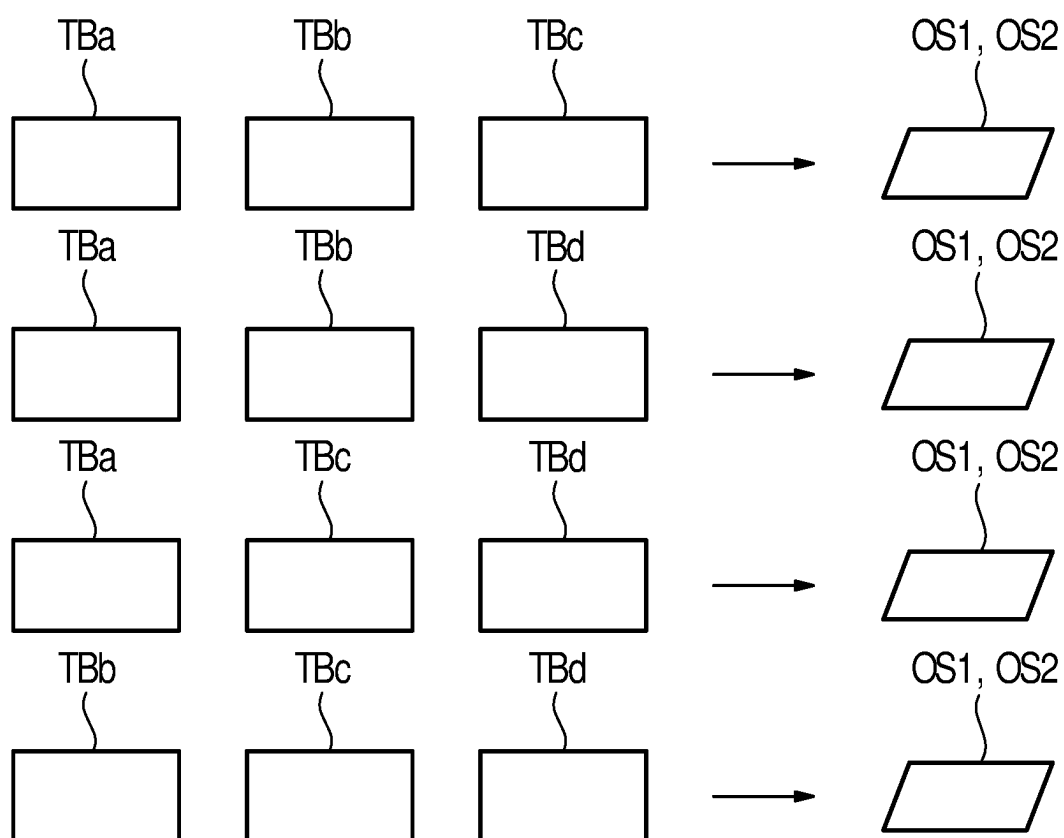 TBa TBb TBc OS1, OS2
TBa TBb TBd OS1, OS2
TBa TBc TBd OS1, OS2
TBb TBc TBd OS1, OS2